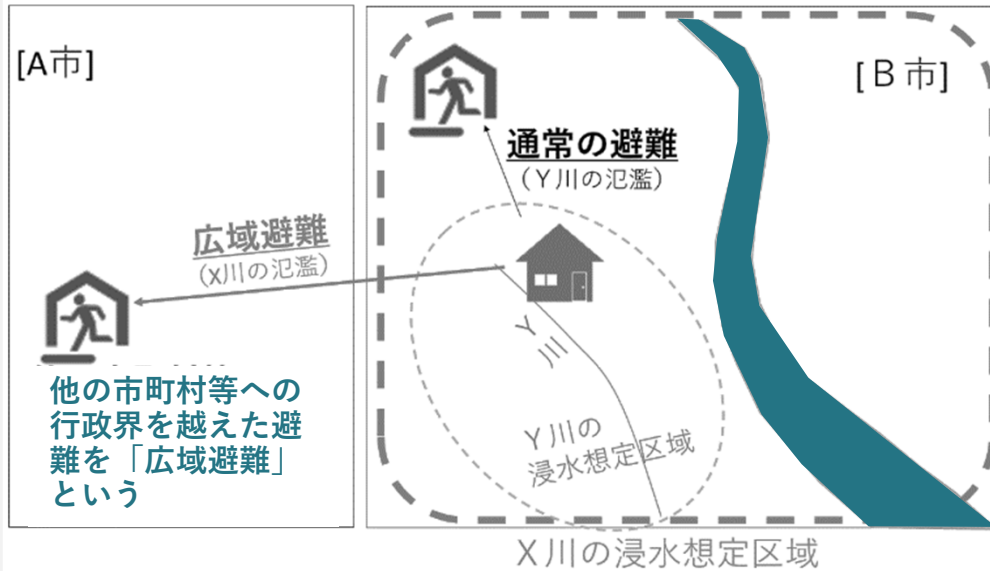 [A市]
[Ｂ市]
通常の避難
（Ｙ川の氾濫）
広域避難
（X川の氾濫）
Ｙ川
Ｙ川の
浸水想定区域
他の市町村等への
行政界を越えた避
難を「広域避難」
という
Ｘ川の浸水想定区域